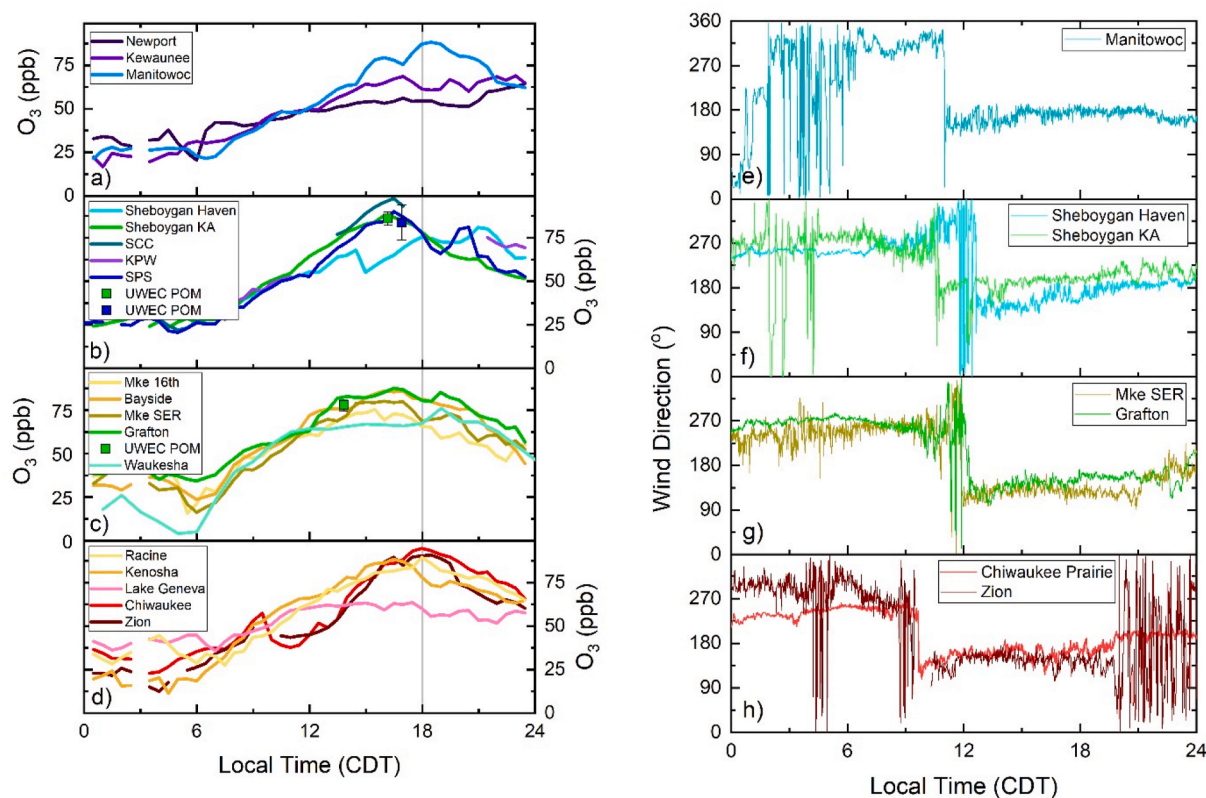 O₃ (ppb)
75
50
25
0
Newport
Kewaunee
Manitowoc
a)
Sheboygan Haven
Sheboygan KA
SCC
KPW
SPS
UWEC POM
UWEC POM
b)
75
50
25
0
O₃ (ppb)
O₃ (ppb)
75
50
25
0
Mke 16th
Bayside
Mke SER
Grafton
UWEC POM
Waukesha
c)
Racine
Kenosha
Lake Geneva
Chiwaukee
Zion
d)
75
50
25
0
O₃ (ppb)
0 6 12 18 24
Local Time (CDT)
Wind Direction (°)
360
270
180
90
0
Manitowoc
e)
270
180
90
0
Sheboygan Haven
Sheboygan KA
f)
270
180
90
0
Mke SER
Grafton
g)
270
180
90
0
Chiwaukee Prairie
Zion
h)
0 6 12 18 24
Local Time (CDT)